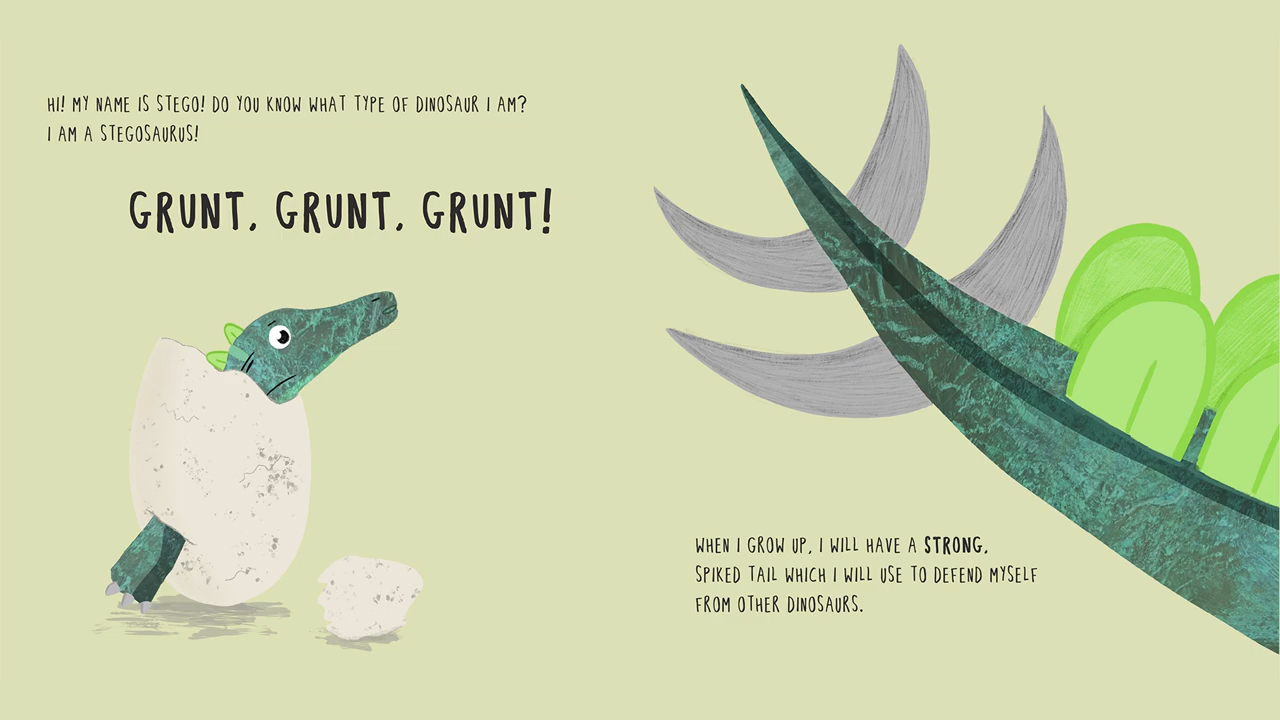 HI! MY NAME IS STEGO! DO YOU KNOW WHAT TYPE OF DINOSAUR I AM?
I AM A STEGOSAURUS!
GRUNT, GRUNT, GRUNT!
WHEN I GROW UP, I WILL HAVE A STRONG,
SPIKED TAIL WHICH I WILL USE TO DEFEND MYSELF
FROM OTHER DINOSAURS.